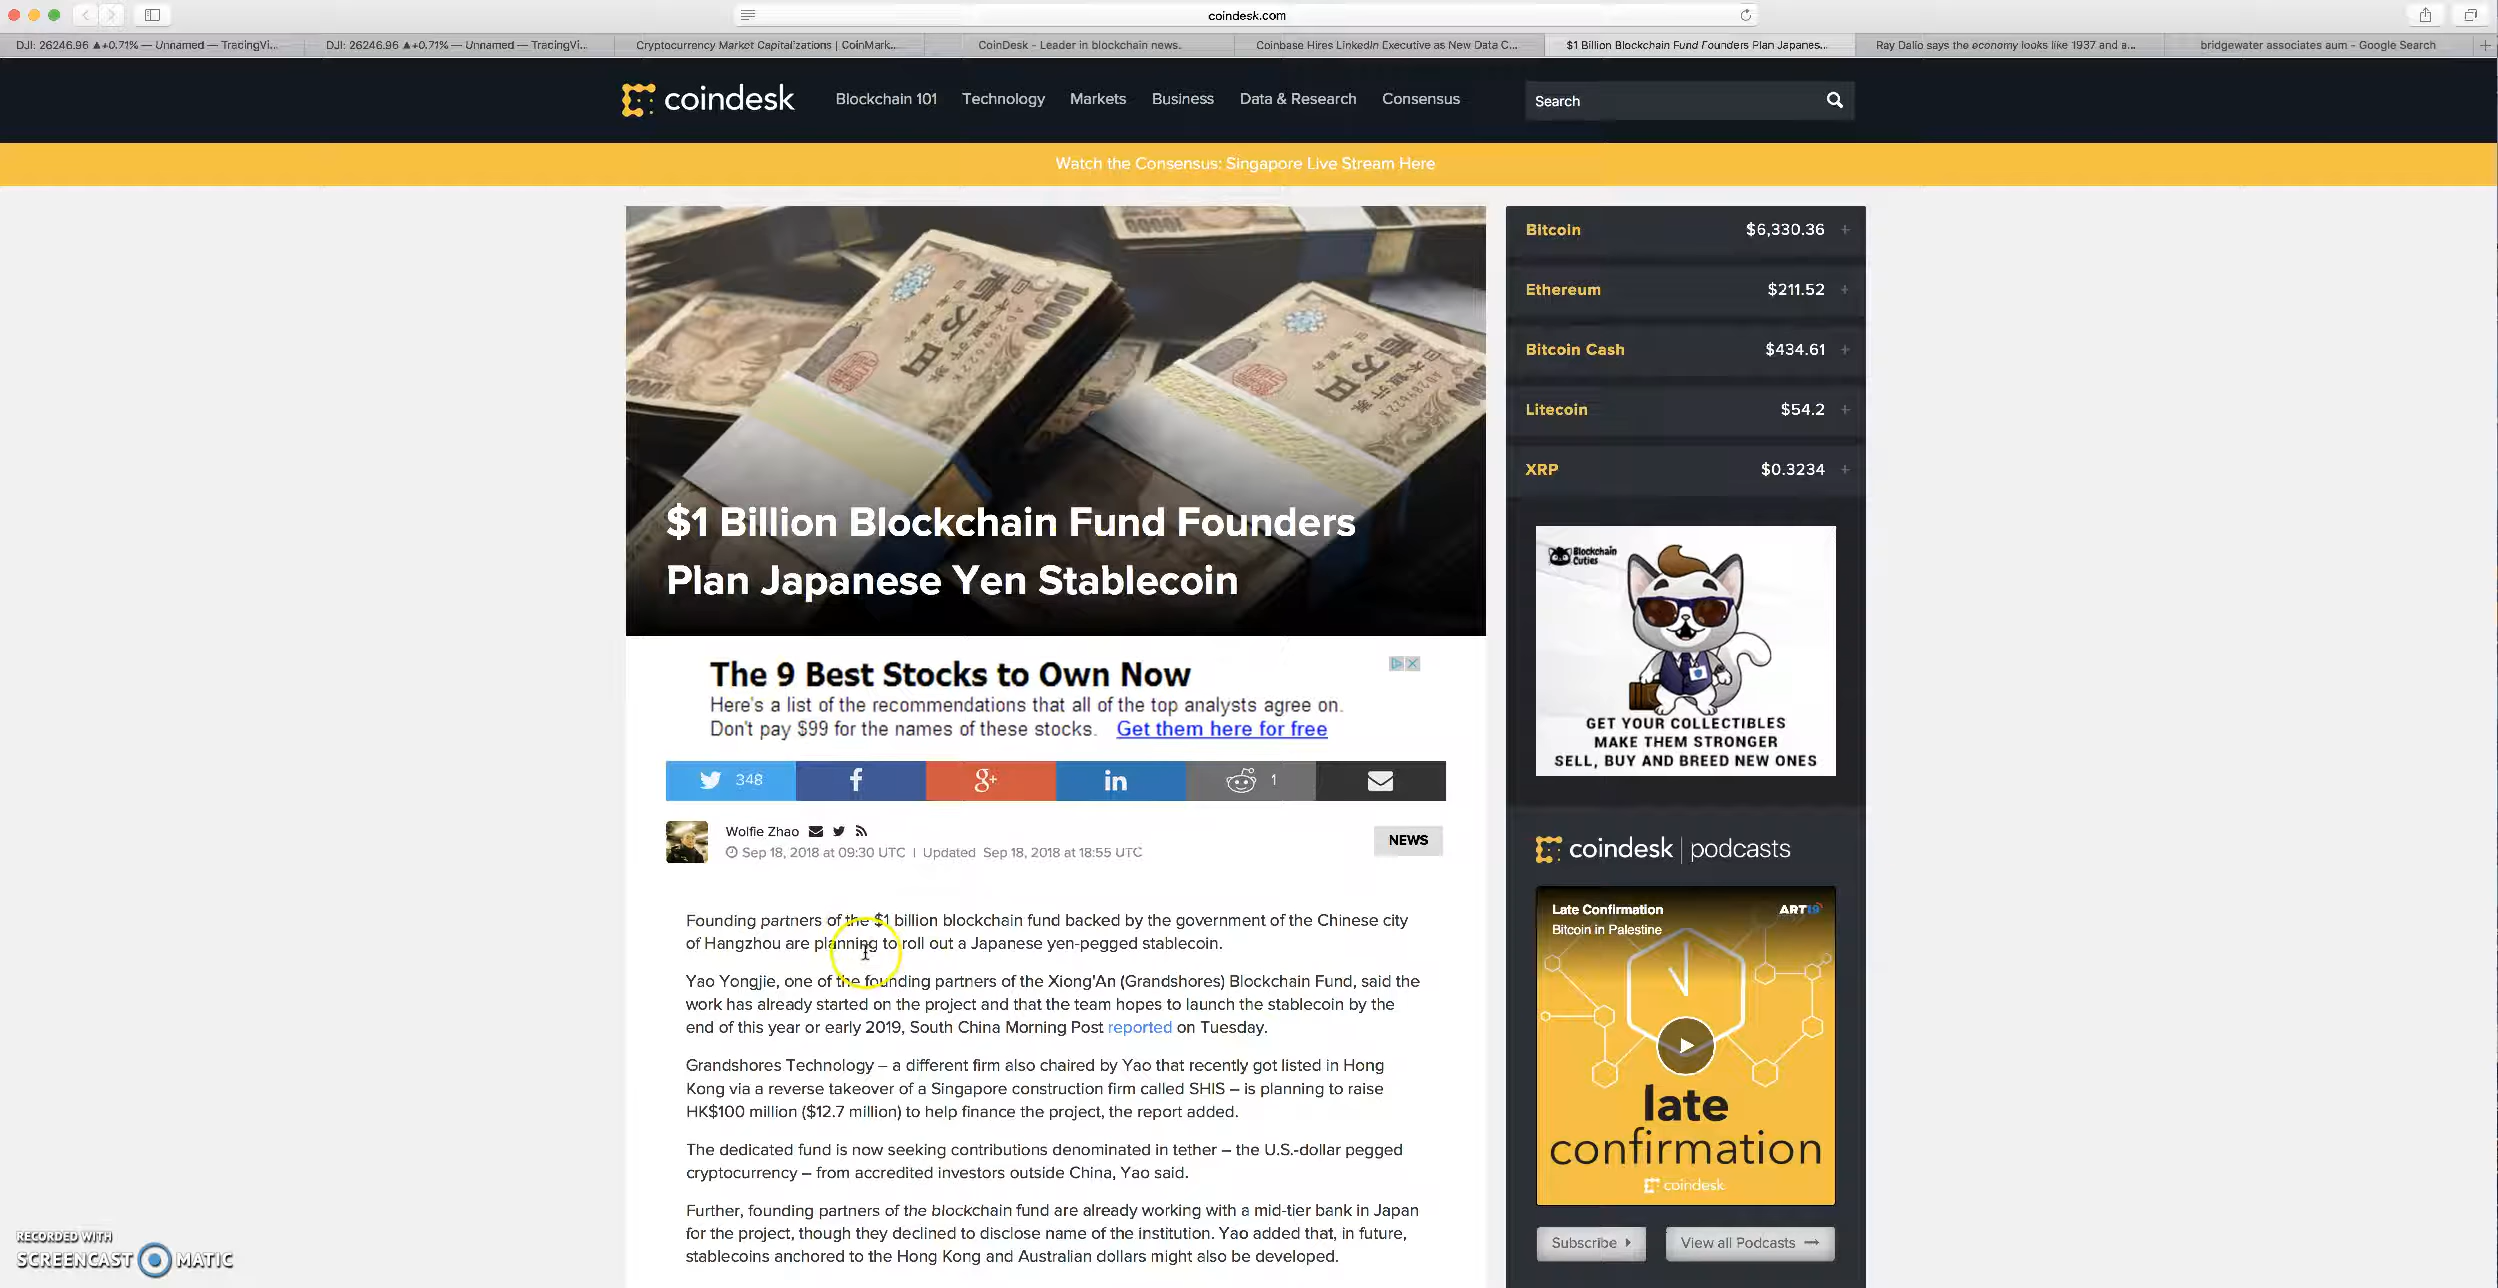 coindesk.com
DJI: 26246.96 ▲+0.71% — Unnamed — TradingVi...
DJI: 26246.96 ▲+0.71% — Unnamed — TradingVi...
Cryptocurrency Market Capitalizations | CoinMark...
CoinDesk - Leader in blockchain news.
Coinbase Hires LinkedIn Executive as New Data C...
$1 Billion Blockchain Fund Founders Plan Japanes...
Ray Dalio says the economy looks like 1937 and a...
bridgewater associates aum - Google Search
coindesk
Blockchain 101
Technology
Markets
Business
Data & Research
Consensus
Search
Watch the Consensus: Singapore Live Stream Here
$1 Billion Blockchain Fund Founders
Plan Japanese Yen Stablecoin
The 9 Best Stocks to Own Now
Here's a list of the recommendations that all of the top analysts agree on.
Don't pay $99 for the names of these stocks. Get them here for free
348
1
Wolfie Zhao
Sep 18, 2018 at 09:30 UTC | Updated Sep 18, 2018 at 18:55 UTC
NEWS
Founding partners of the $1 billion blockchain fund backed by the government of the Chinese city
of Hangzhou are planning to roll out a Japanese yen-pegged stablecoin.
Yao Yongjie, one of the founding partners of the Xiong'An (Grandshores) Blockchain Fund, said the
work has already started on the project and that the team hopes to launch the stablecoin by the
end of this year or early 2019, South China Morning Post reported on Tuesday.
Grandshores Technology – a different firm also chaired by Yao that recently got listed in Hong
Kong via a reverse takeover of a Singapore construction firm called SHIS – is planning to raise
HK$100 million ($12.7 million) to help finance the project, the report added.
The dedicated fund is now seeking contributions denominated in tether – the U.S.-dollar pegged
cryptocurrency – from accredited investors outside China, Yao said.
Further, founding partners of the blockchain fund are already working with a mid-tier bank in Japan
for the project, though they declined to disclose name of the institution. Yao added that, in future,
stablecoins anchored to the Hong Kong and Australian dollars might also be developed.
Bitcoin $6,330.36 +
Ethereum $211.52 +
Bitcoin Cash $434.61 +
Litecoin $54.2 +
XRP $0.3234 +
Blockchain
Cuties
GET YOUR COLLECTIBLES
MAKE THEM STRONGER
SELL, BUY AND BREED NEW ONES
coindesk | podcasts
Late Confirmation
ART19
Bitcoin in Palestine
late
confirmation
coindesk
Subscribe
View all Podcasts
RECORDED WITH
SCREENCAST MATIC